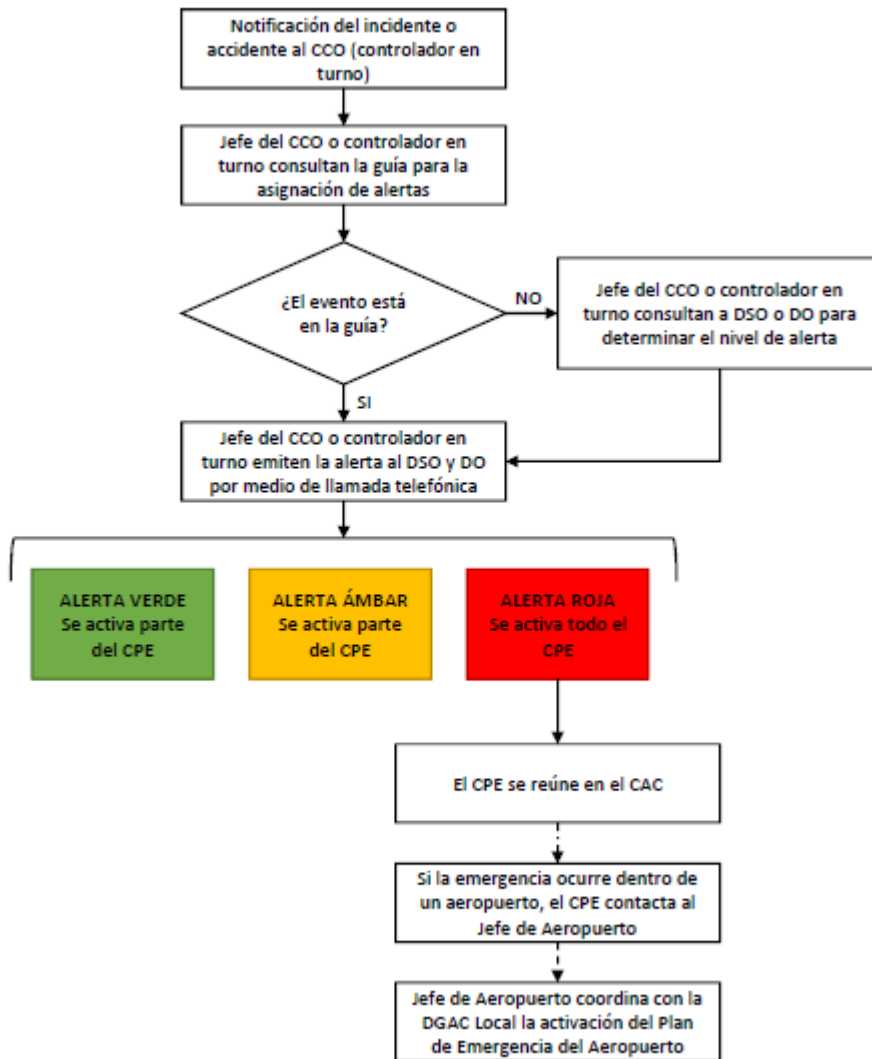 Notificación del incidente o
accidente al CCO (controlador en
turno)
Jefe del CCO o controlador en
turno consultan la guía para la
asignación de alertas
¿El evento está
en la guía?
NO
Jefe del CCO o controlador en
turno consultan a DSO o DO para
determinar el nivel de alerta
SI
Jefe del CCO o controlador en
turno emiten la alerta al DSO y DO
por medio de llamada telefónica
ALERTA VERDE
Se activa parte
del CPE
ALERTA ÁMBAR
Se activa parte
del CPE
ALERTA ROJA
Se activa todo el
CPE
El CPE se reúne en el CAC
Si la emergencia ocurre dentro de
un aeropuerto, el CPE contacta al
Jefe de Aeropuerto
Jefe de Aeropuerto coordina con la
DGAC Local la activación del Plan
de Emergencia del Aeropuerto